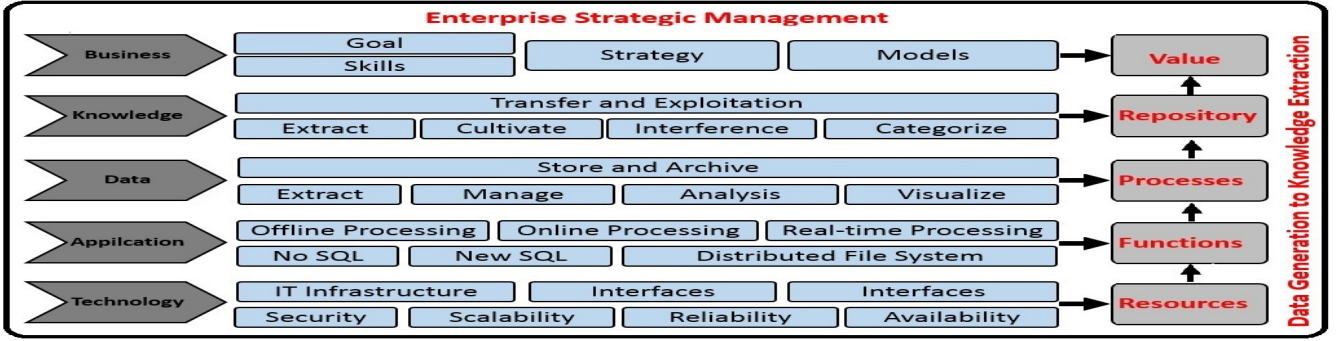 Enterprise Strategic Management
Business
Goal
Skills
Strategy
Models
Value
Knowledge
Transfer and Exploitation
Extract
Cultivate
Interference
Categorize
Repository
Data
Store and Archive
Extract
Manage
Analysis
Visualize
Processes
Appilcation
Offline Processing
Online Processing
Real-time Processing
No SQL
New SQL
Distributed File System
Functions
Technology
IT Infrastructure
Interfaces
Interfaces
Security
Scalability
Reliability
Availability
Resources
Data Generation to Knowledge Extraction